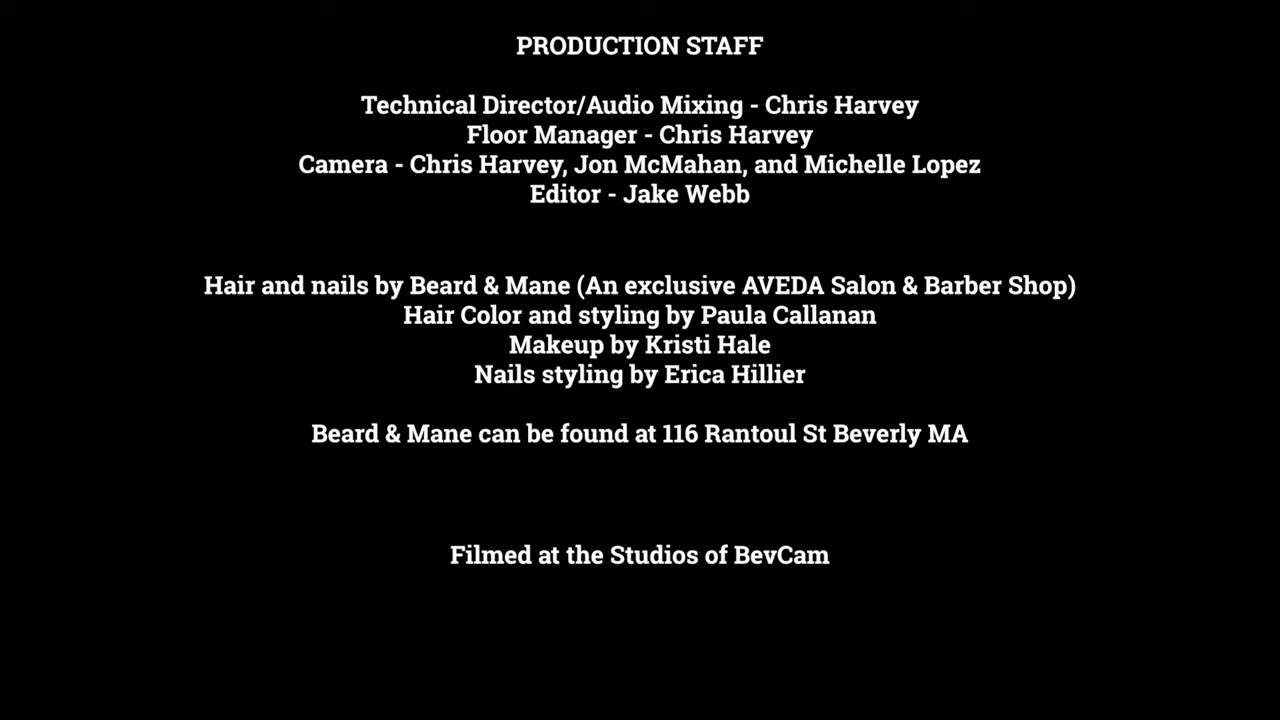 PRODUCTION STAFF
Technical Director/Audio Mixing - Chris Harvey
Floor Manager - Chris Harvey
Camera - Chris Harvey, Jon McMahan, and Michelle Lopez
Editor - Jake Webb
Hair and nails by Beard & Mane (An exclusive AVEDA Salon & Barber Shop)
Hair Color and styling by Paula Callanan
Makeup by Kristi Hale
Nails styling by Erica Hillier
Beard & Mane can be found at 116 Rantoul St Beverly MA
Filmed at the Studios of BevCam